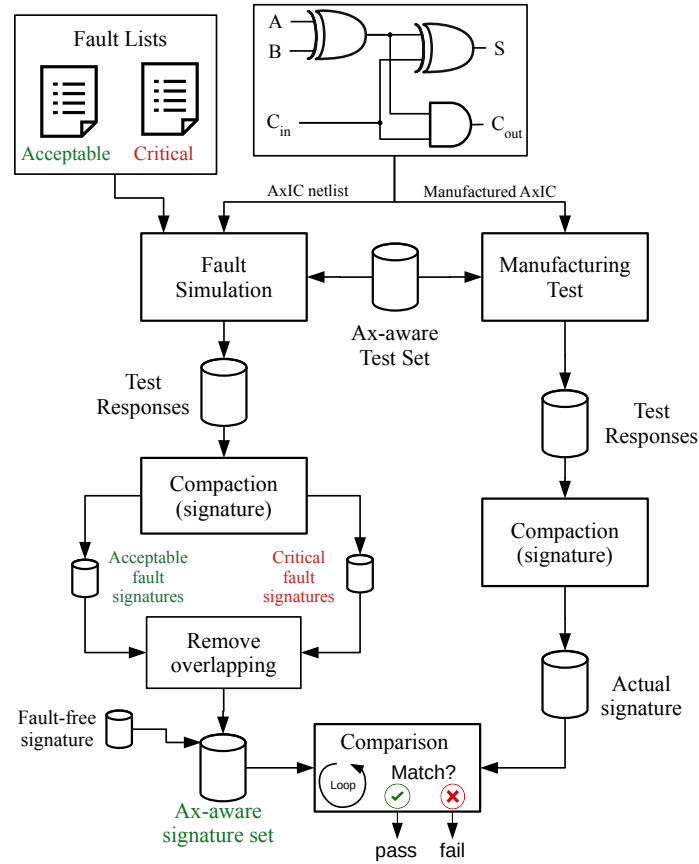 Fault Lists
Acceptable
Critical
A
B
C_in
S
C_out
AxIC netlist
Manufactured AxIC
Fault
Simulation
Manufacturing
Test
Ax-aware
Test Set
Test
Responses
Test
Responses
Compaction
(signature)
Compaction
(signature)
Acceptable
fault
signatures
Critical
fault
signatures
Remove
overlapping
Actual
signature
Fault-free
signature
Ax-aware
signature set
Comparison
Loop
Match?
pass
fail